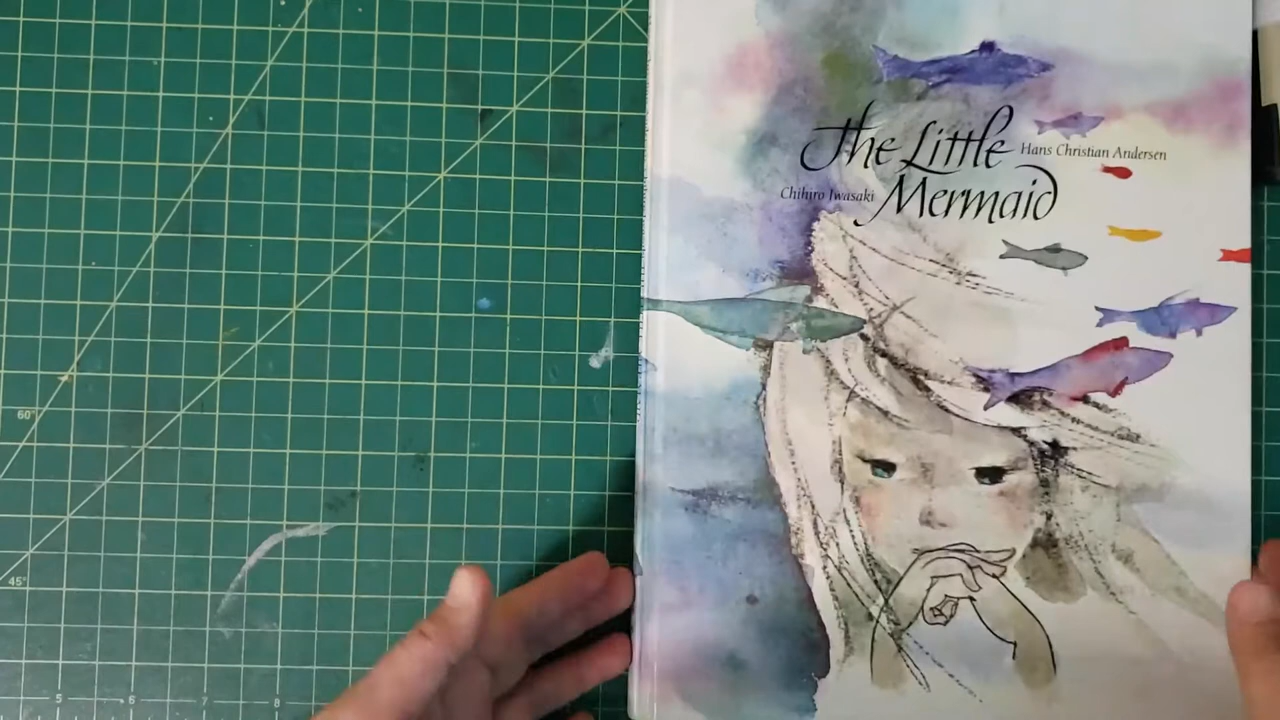 The Little
Hans Christian Andersen
Chihiro Iwasaki
Mermaid
60°
45°
5 6 7 8